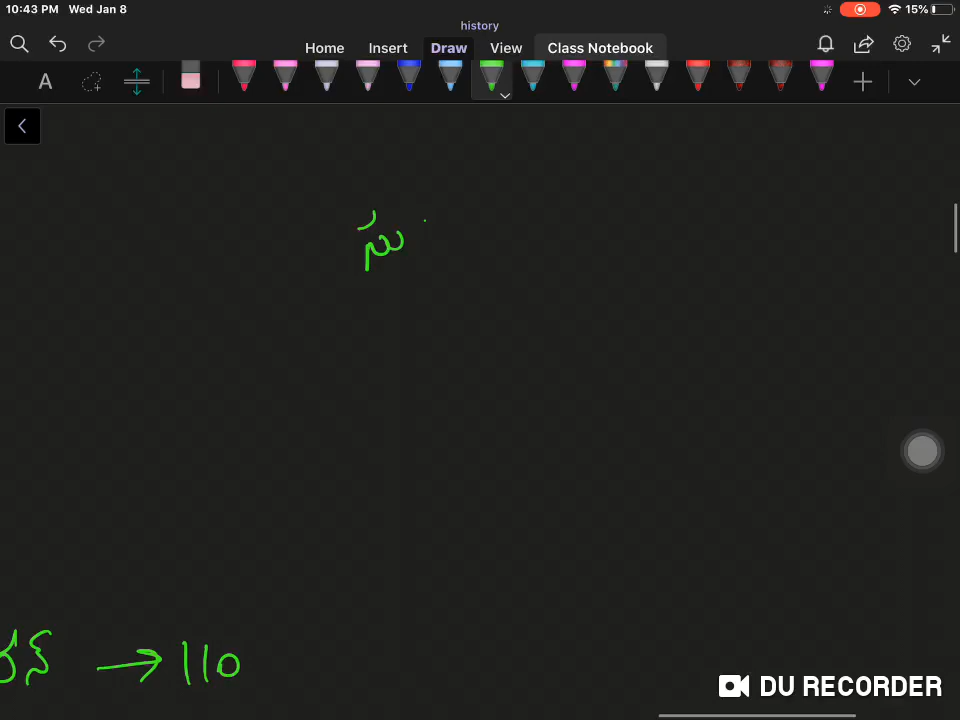 10:43 PM Wed Jan 8
15%
history
Home Insert Draw View Class Notebook
A
→ 110
DU RECORDER